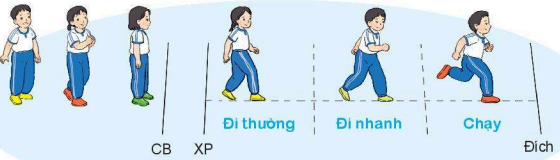 Đi thường Đi nhanh Chạy
CB XP Đích